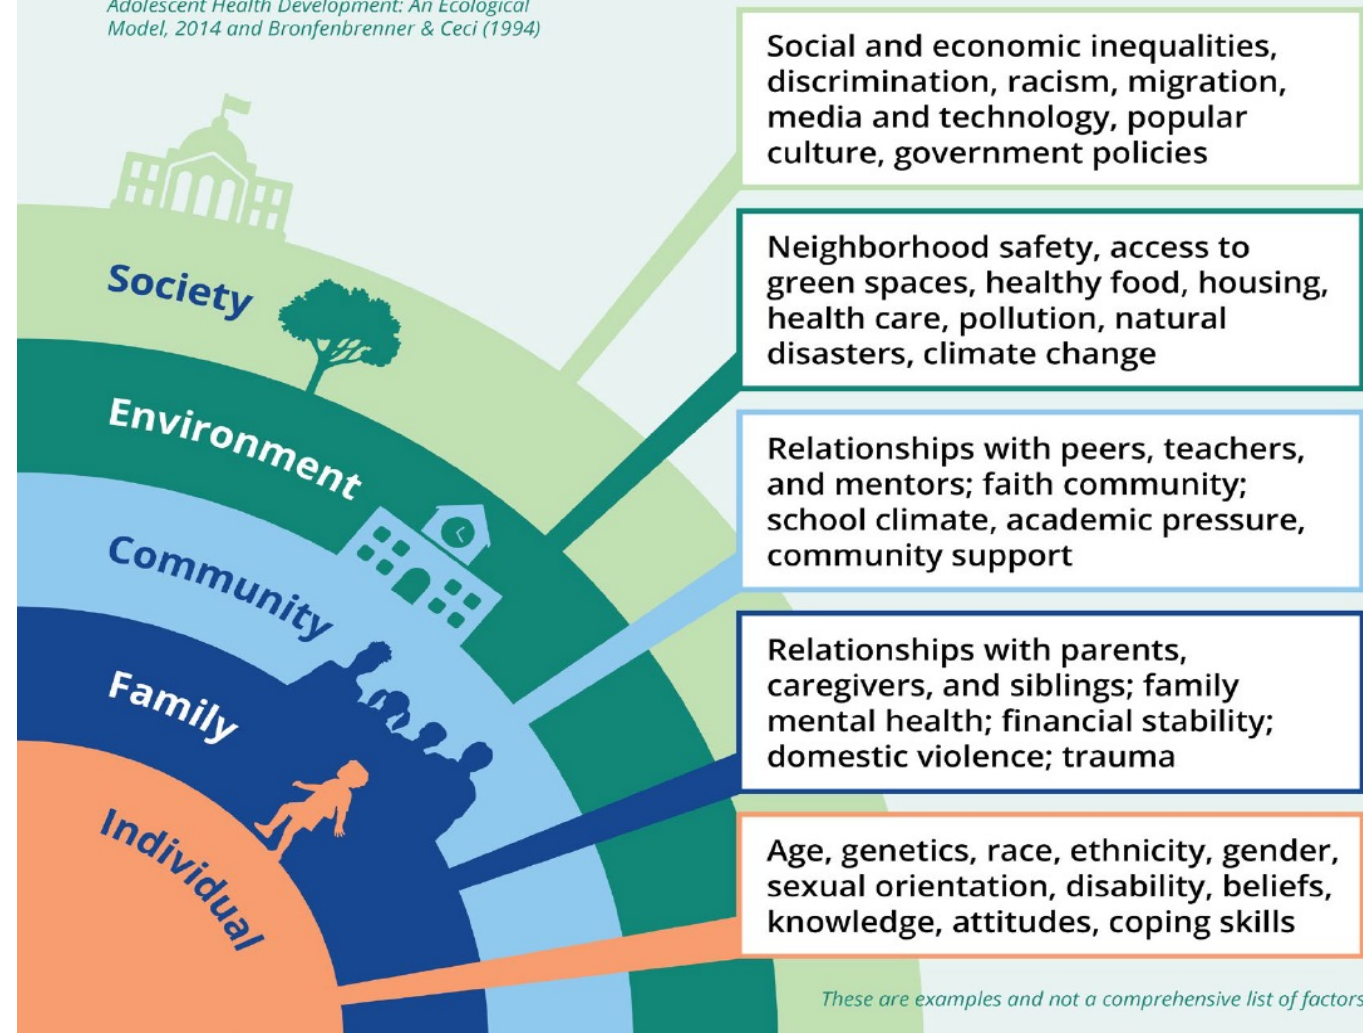 Adolescent Health Development: An Ecological
Model, 2014 and Bronfenbrenner & Ceci (1994)
Society
Environment
Community
Family
Individual
Social and economic inequalities,
discrimination, racism, migration,
media and technology, popular
culture, government policies
Neighborhood safety, access to
green spaces, healthy food, housing,
health care, pollution, natural
disasters, climate change
Relationships with peers, teachers,
and mentors; faith community;
school climate, academic pressure,
community support
Relationships with parents,
caregivers, and siblings; family
mental health; financial stability;
domestic violence; trauma
Age, genetics, race, ethnicity, gender,
sexual orientation, disability, beliefs,
knowledge, attitudes, coping skills
These are examples and not a comprehensive list of factors